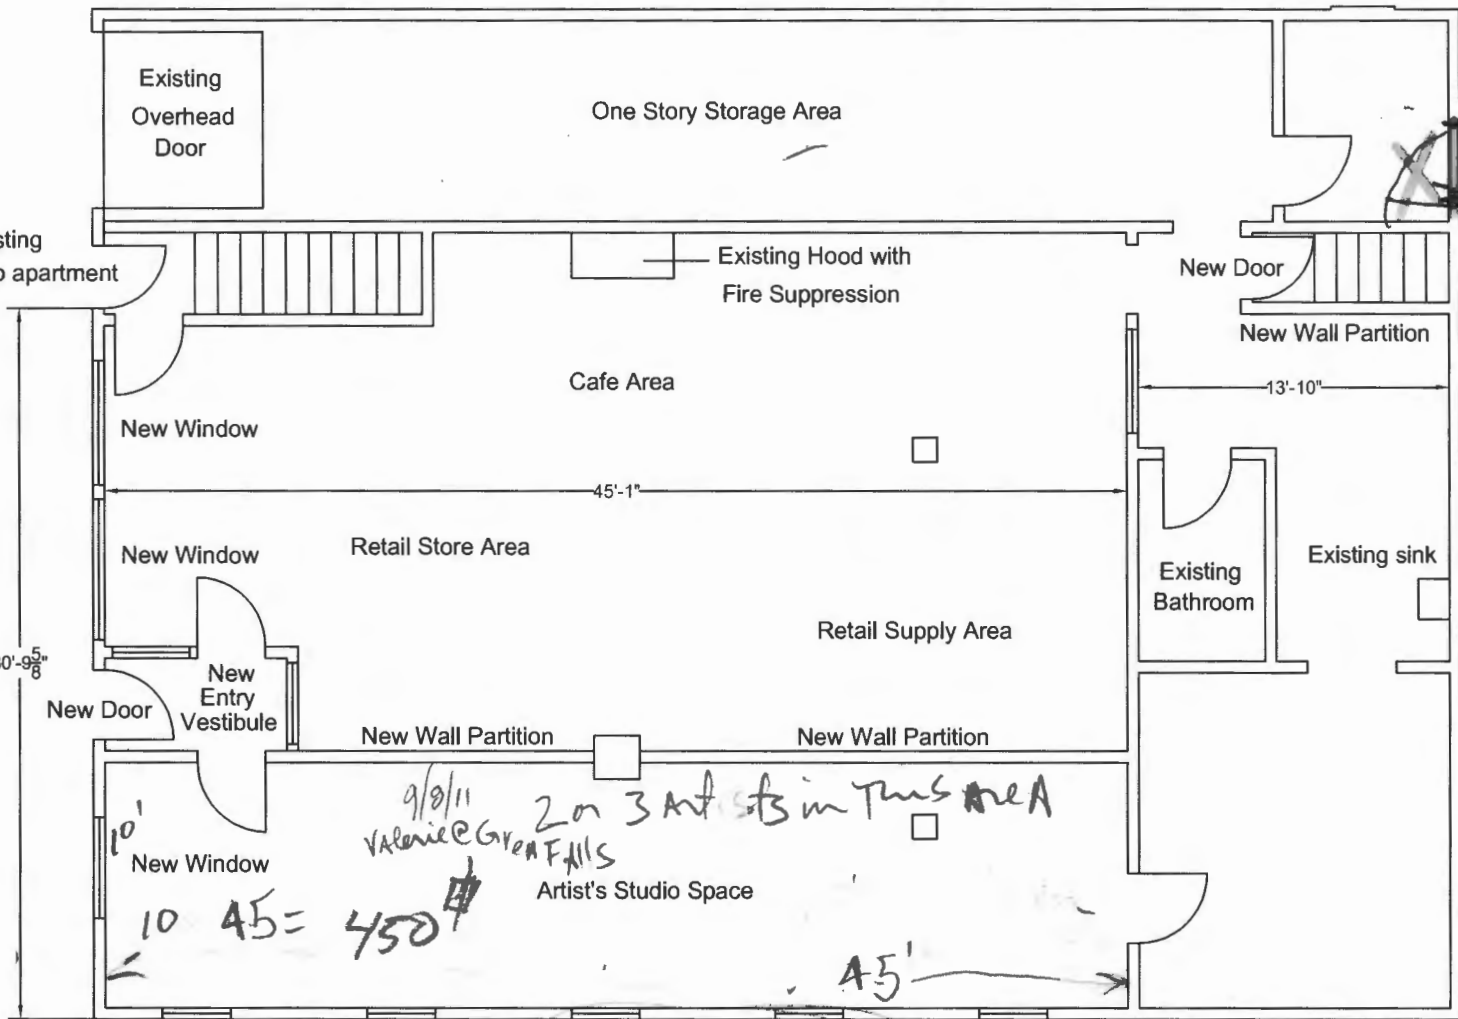 Existing
Overhead
Door
One Story Storage Area
apartment
Existing Hood with
Fire Suppression
New Door
New Wall Partition
Cafe Area
13'-10"
New Window
45'-1"
New Window
Retail Store Area
Existing
Bathroom
Existing sink
Retail Supply Area
New Door
New
Entry
Vestibule
New Wall Partition
New Wall Partition
9/8/11
2 or 3 Artists in This AreA
VAlerie@
10'
New Window
Artist's Studio Space
10 45= 450
45'